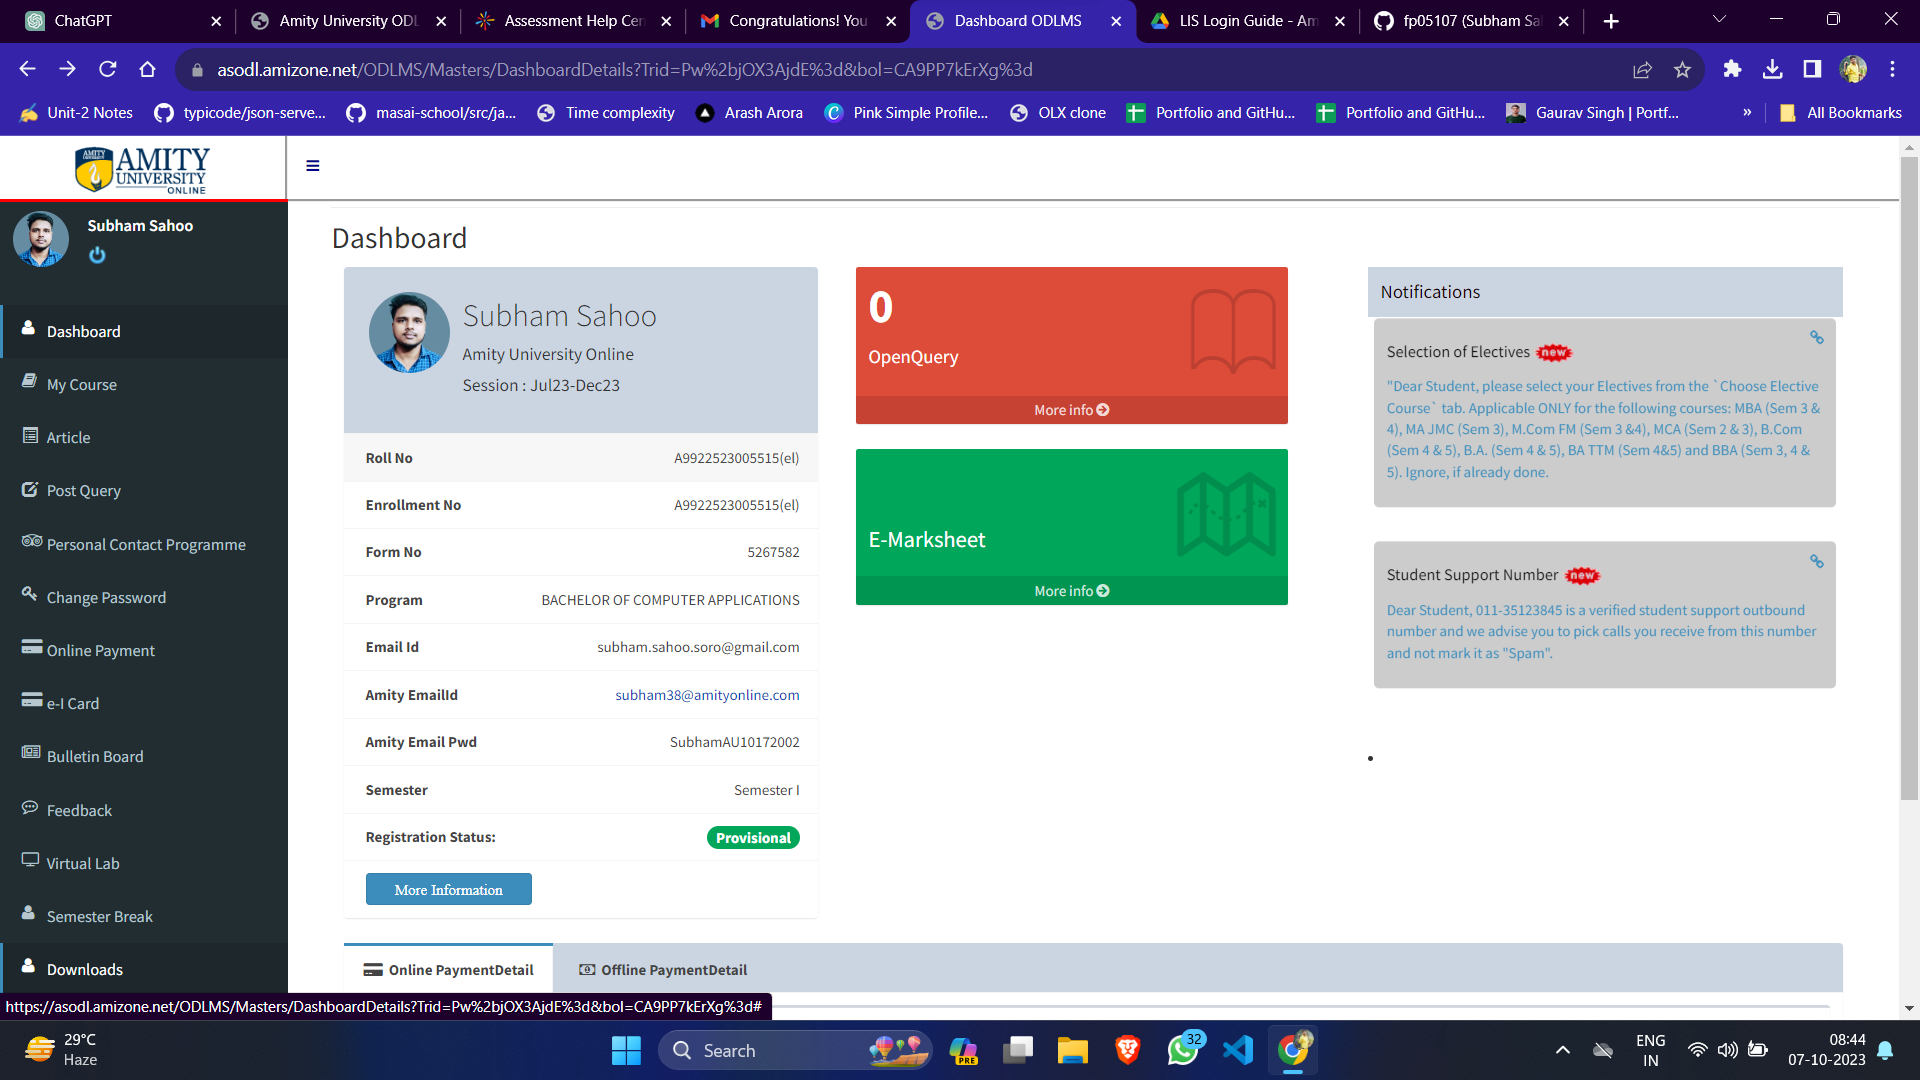 ChatGPT
Amity University ODL
Assessment Help Cen
Congratulations! You
Dashboard ODLMS
LIS Login Guide - Am
fp05107 (Subham Sa
asodl.amizone.net/ODLMS/Masters/DashboardDetails?Trid=Pw%2bjOX3AjdE%3d&bol=CA9PP7kErXg%3d
Unit-2 Notes
typicode/json-serve...
masai-school/src/ja...
Time complexity
Arash Arora
Pink Simple Profile...
OLX clone
Portfolio and GitHu...
Portfolio and GitHu...
Gaurav Singh | Portf...
»
All Bookmarks
AMITY
UNIVERSITY
ONLINE
Subham Sahoo
Dashboard
My Course
Article
Post Query
Personal Contact Programme
Change Password
Online Payment
e-I Card
Bulletin Board
Feedback
Virtual Lab
Semester Break
Downloads
Dashboard
Subham Sahoo
Amity University Online
Session : Jul23-Dec23
Roll No A9922523005515(el)
Enrollment No A9922523005515(el)
Form No 5267582
Program BACHELOR OF COMPUTER APPLICATIONS
Email Id subham.sahoo.soro@gmail.com
Amity EmailId subham38@amityonline.com
Amity Email Pwd SubhamAU10172002
Semester Semester I
Registration Status: Provisional
More Information
0
OpenQuery
More info
E-Marksheet
More info
Notifications
Selection of Electives new
"Dear Student, please select your Electives from the `Choose Elective
Course` tab. Applicable ONLY for the following courses: MBA (Sem 3 &
4), MA JMC (Sem 3), M.Com FM (Sem 3 &4), MCA (Sem 2 & 3), B.Com
(Sem 4 & 5), B.A. (Sem 4 & 5), BA TTM (Sem 4&5) and BBA (Sem 3, 4 &
5). Ignore, if already done.
Student Support Number new
Dear Student, 011-35123845 is a verified student support outbound
number and we advise you to pick calls you receive from this number
and not mark it as "Spam".
Online PaymentDetail
Offline PaymentDetail
https://asodl.amizone.net/ODLMS/Masters/DashboardDetails?Trid=Pw%2bjOX3AjdE%3d&bol=CA9PP7kErXg%3d#
29°C
Haze
Search
PRE
32
ENG
IN
08:44
07-10-2023